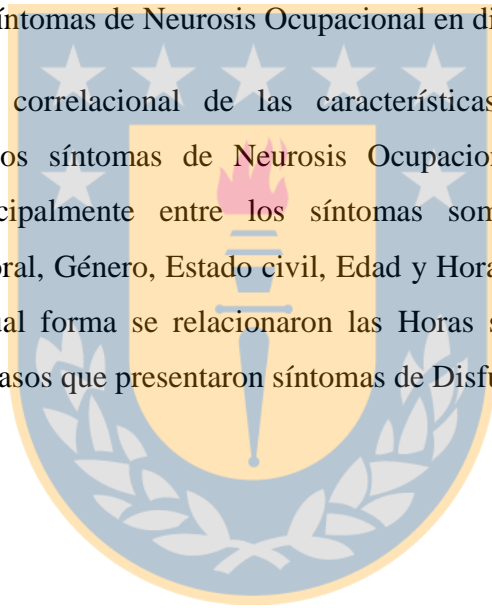 íntomas de Neurosis Ocupacional en di
correlacional de las características
os síntomas de Neurosis Ocupacion
cipalmente entre los síntomas som
oral, Género, Estado civil, Edad y Hora
ual forma se relacionaron las Horas s
asos que presentaron síntomas de Disfu